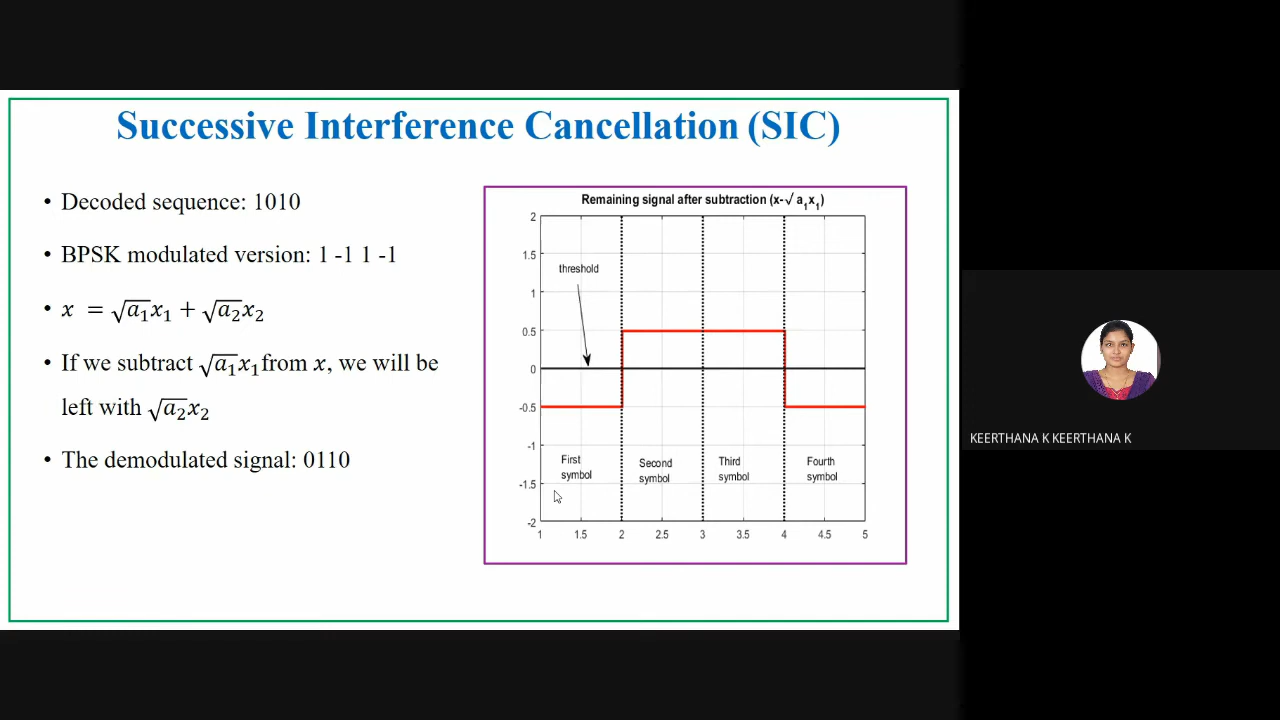 Successive Interference Cancellation (SIC)
• Decoded sequence: 1010
• BPSK modulated version: 1 -1 1 -1
• x = √a₁x₁ + √a₂x₂
• If we subtract √a₁x₁from x, we will be
left with √a₂x₂
• The demodulated signal: 0110
Remaining signal after subtraction (x-√ a₁x₁)
2
1.5
1
0.5
0
-0.5
-1
-1.5
-2
threshold
First
symbol
Second
symbol
Third
symbol
Fourth
symbol
1 1.5 2 2.5 3 3.5 4 4.5 5
KEERTHANA K KEERTHANA K